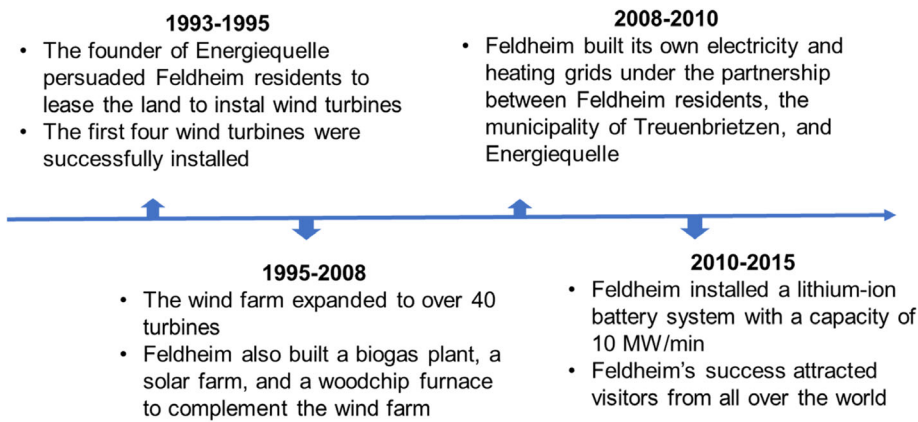 1993-1995
• The founder of Energiequelle
persuaded Feldheim residents to
lease the land to instal wind turbines
• The first four wind turbines were
successfully installed
2008-2010
• Feldheim built its own electricity and
heating grids under the partnership
between Feldheim residents, the
municipality of Treuenbrietzen, and
Energiequelle
1995-2008
• The wind farm expanded to over 40
turbines
• Feldheim also built a biogas plant, a
solar farm, and a woodchip furnace
to complement the wind farm
2010-2015
• Feldheim installed a lithium-ion
battery system with a capacity of
10 MW/min
• Feldheim's success attracted
visitors from all over the world